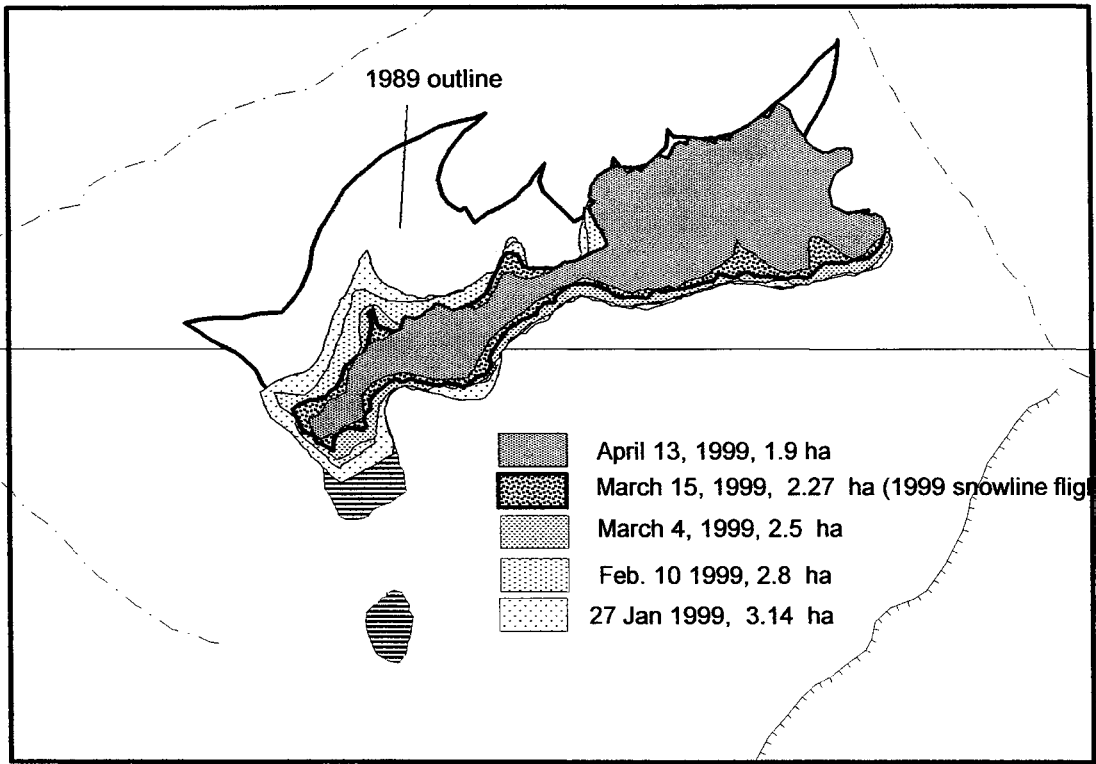 1989 outline
April 13, 1999, 1.9 ha
March 15, 1999, 2.27 ha (1999 snowline fligh
March 4, 1999, 2.5 ha
Feb. 10 1999, 2.8 ha
27 Jan 1999, 3.14 ha